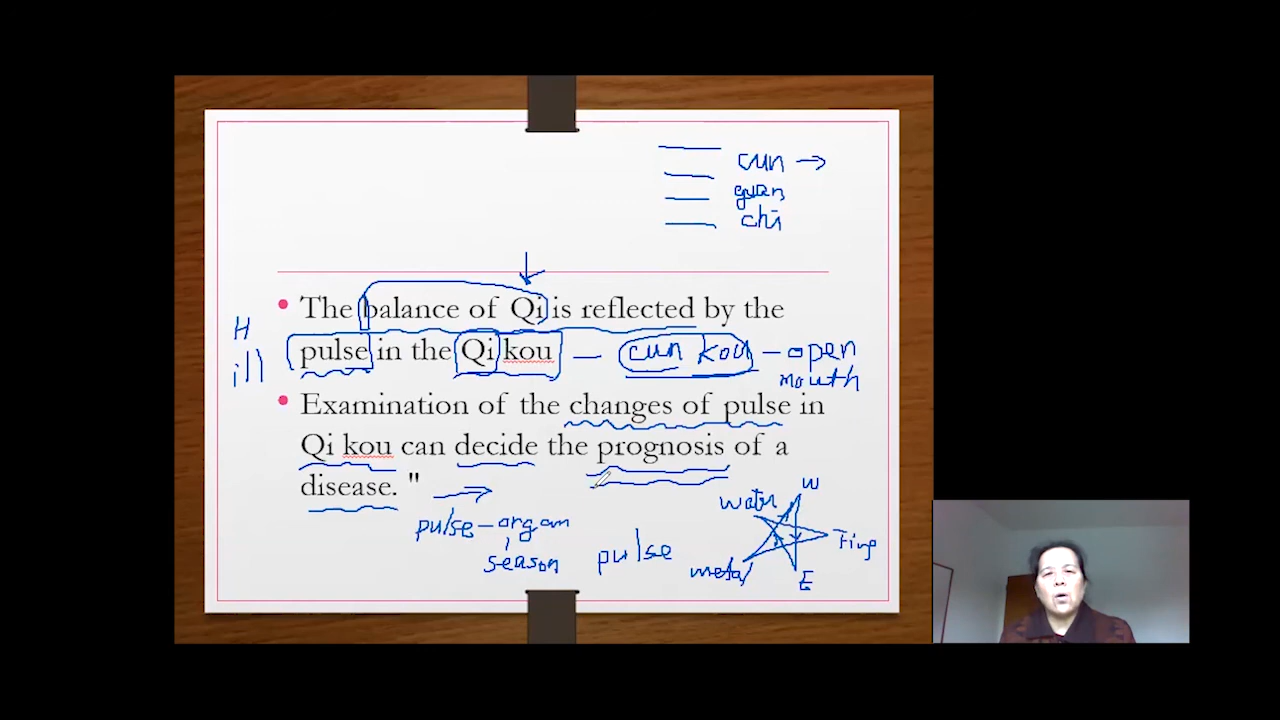 cun →
guan
chi
• The balance of Qi is reflected by the
H
pulse in the Qi kou — cun kou – open
ill mouth
• Examination of the changes of pulse in
Qi kou can decide the prognosis of a
disease. "
water W
pulse – organ
Fire
season pulse
metal E